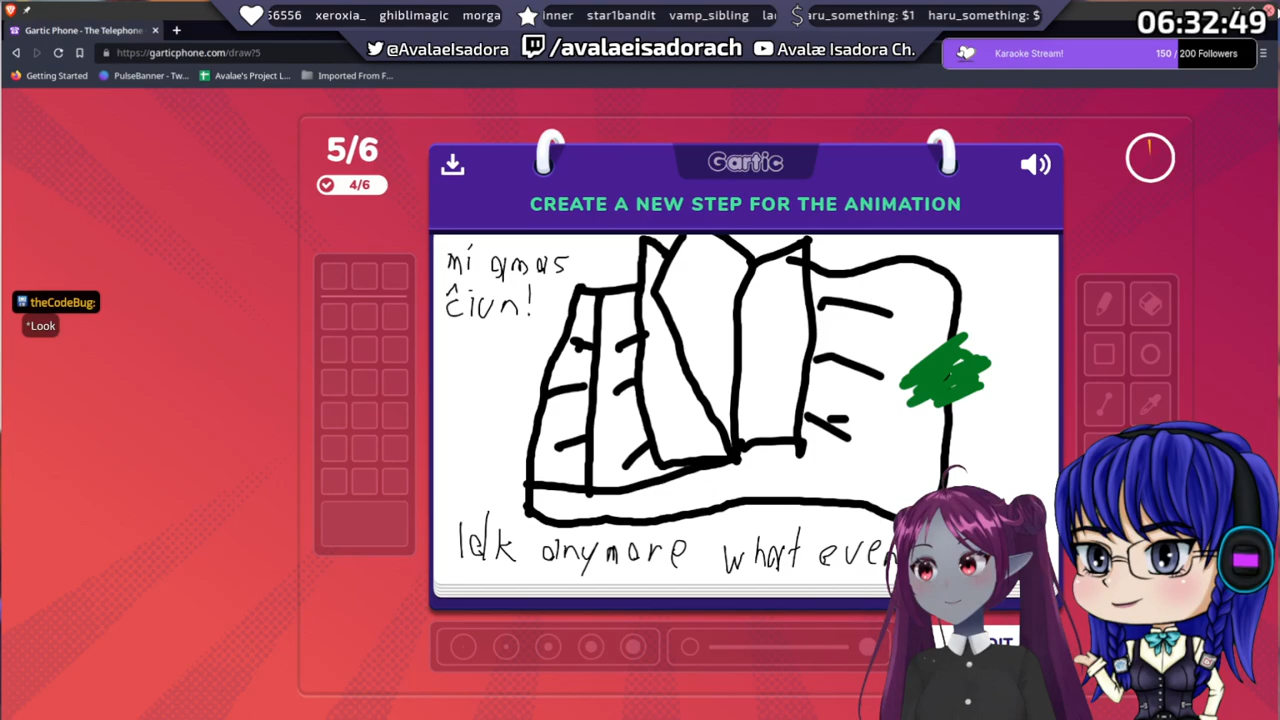 56556 xeroxia_ ghiblimagic morga
inner star1bandit vamp_sibling
aru_something: $1 haru_something: $
06:32:49
Gartic Phone - The Telephone
@AvalaeIsadora
/avalaeisadorach
Avalæ Isadora Ch.
https://garticphone.com/draw?5
Karaoke Stream! 150 / 200 Followers
Getting Started
PulseBanner - Tw...
Avalae's Project L...
Imported From F...
5/6
4/6
Gartic
CREATE A NEW STEP FOR THE ANIMATION
mi amas
ĉiun!
theCodeBug:
*Look
Idk anymore what even